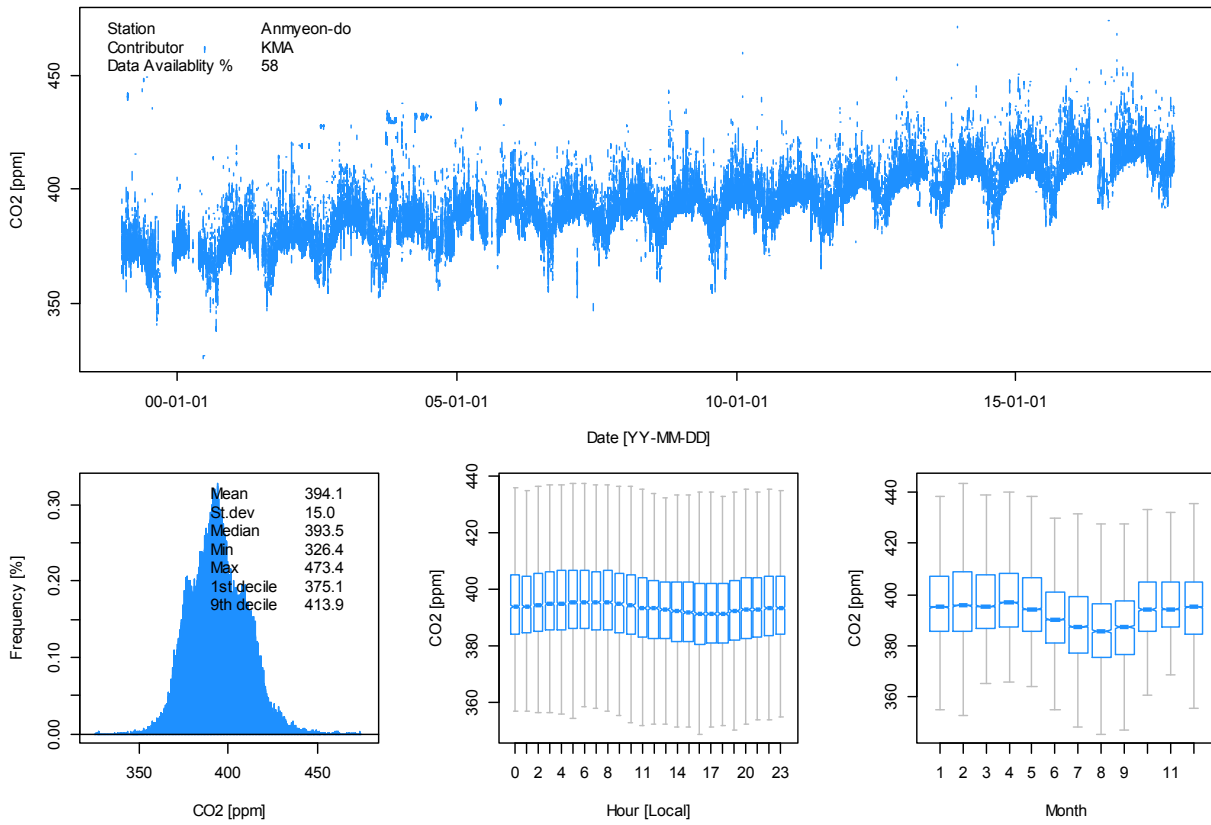 Station Anmyeon-do
Contributor KMA
Data Availablity % 58
CO2 [ppm]
450
400
350
00-01-01 05-01-01 10-01-01 15-01-01
Date [YY-MM-DD]
Frequency [%]
0.30
0.20
0.10
0.00
Mean 394.1
St.dev 15.0
Median 393.5
Min 326.4
Max 473.4
1st decile 375.1
9th decile 413.9
350 400 450
CO2 [ppm]
CO2 [ppm]
440
420
400
380
360
0 2 4 6 8 11 14 17 20 23
Hour [Local]
CO2 [ppm]
440
420
400
380
360
1 2 3 4 5 6 7 8 9 11
Month